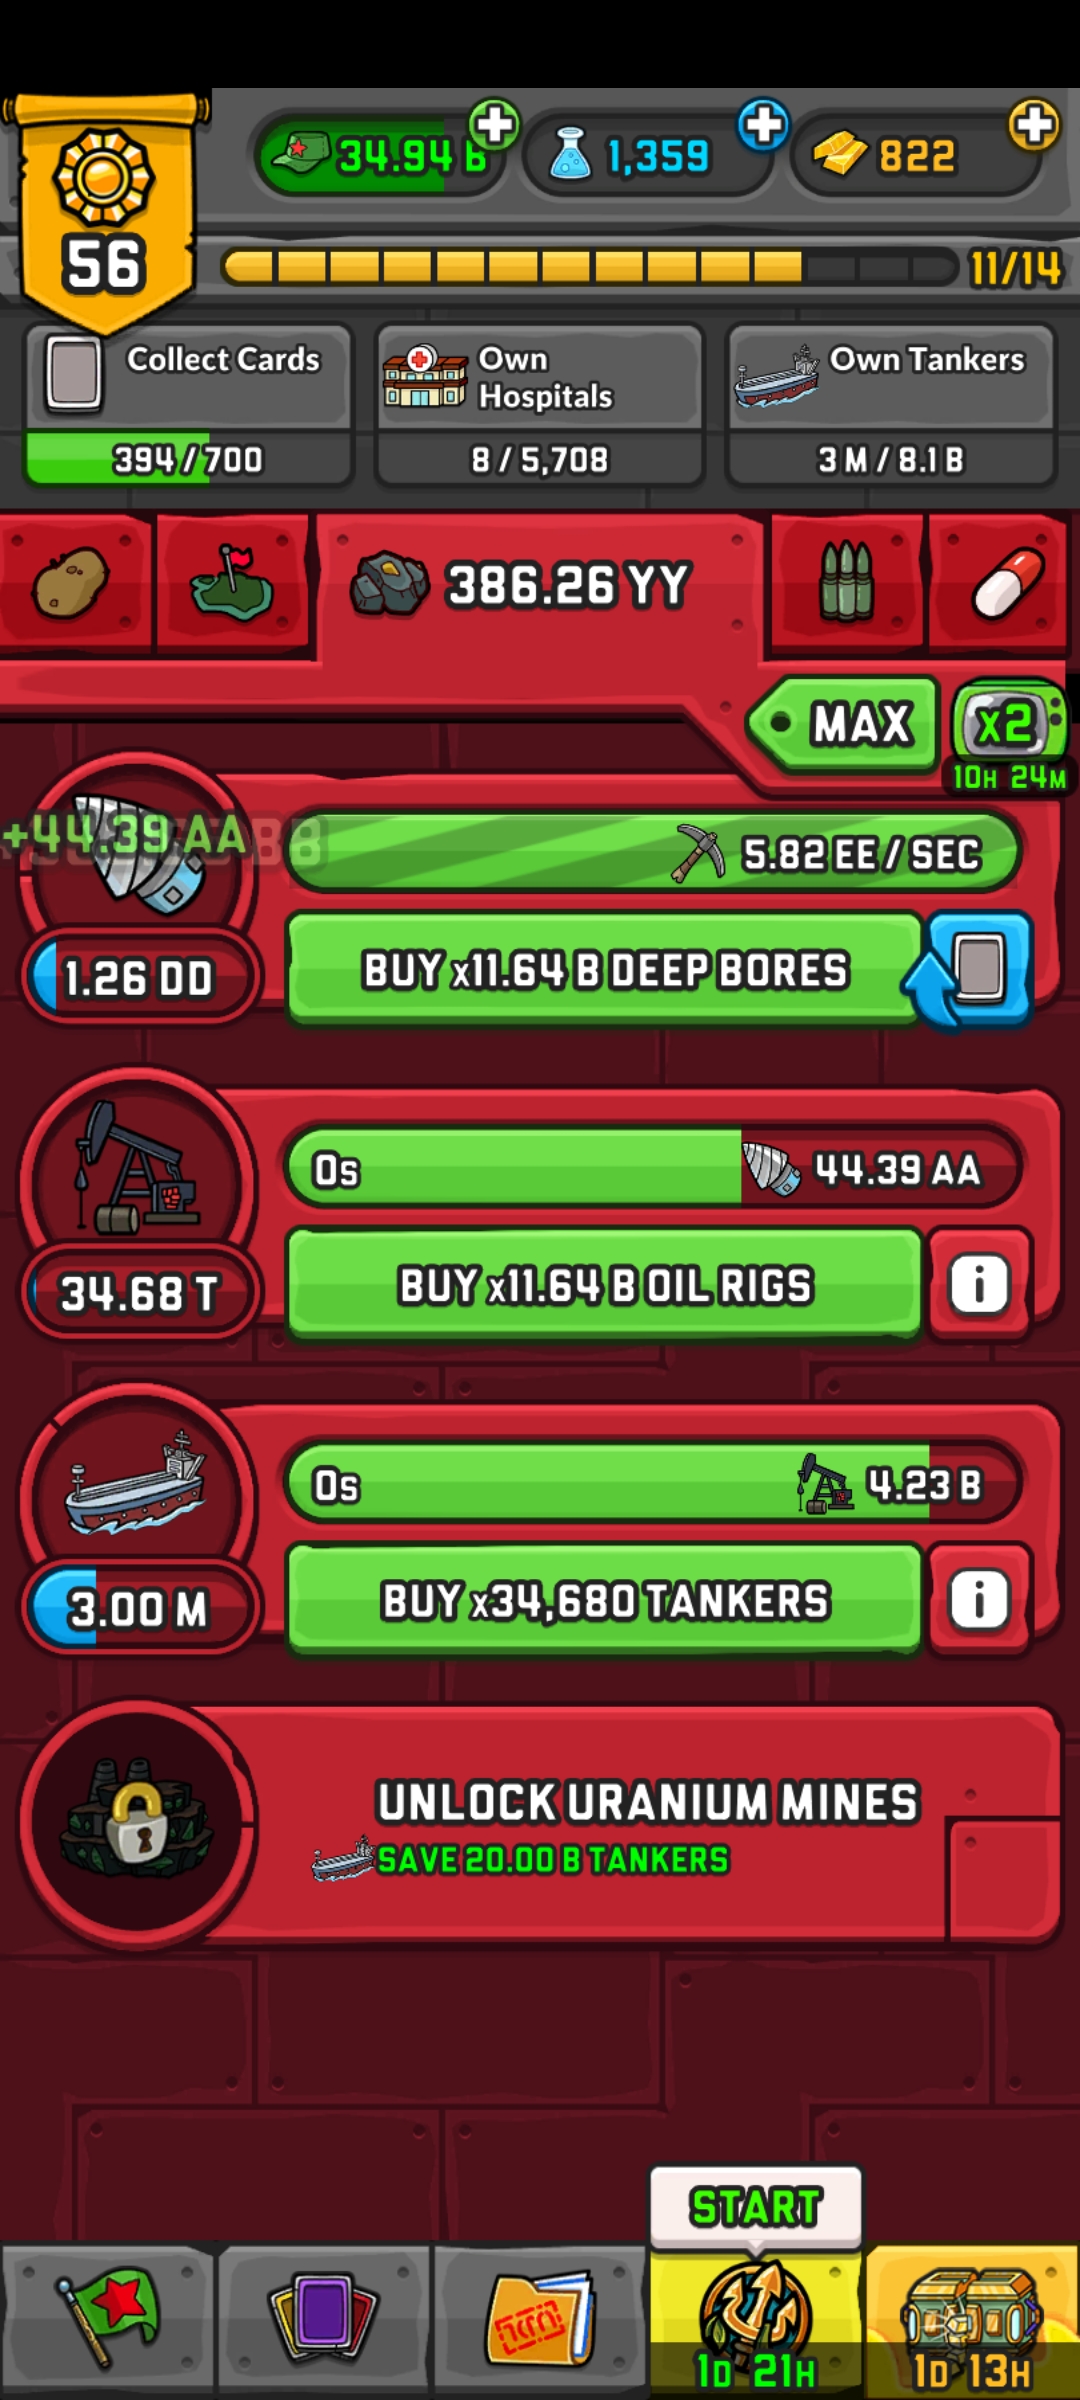 56
34.94 B
1,359
822
11/14
Collect Cards
394/700
Own
Hospitals
8/5,708
Own Tankers
3 M/8.1 B
386.26 YY
MAX
x2
10H 24M
+44.39 AA
5.82 EE/SEC
1.26 DD
BUY x11.64 B DEEP BORES
0s
44.39 AA
34.68 T
BUY x11.64 B OIL RIGS
i
0s
4.23 B
3.00 M
BUY x34,680 TANKERS
i
UNLOCK URANIUM MINES
SAVE 20.00 B TANKERS
START
1D 21H
1D 13H